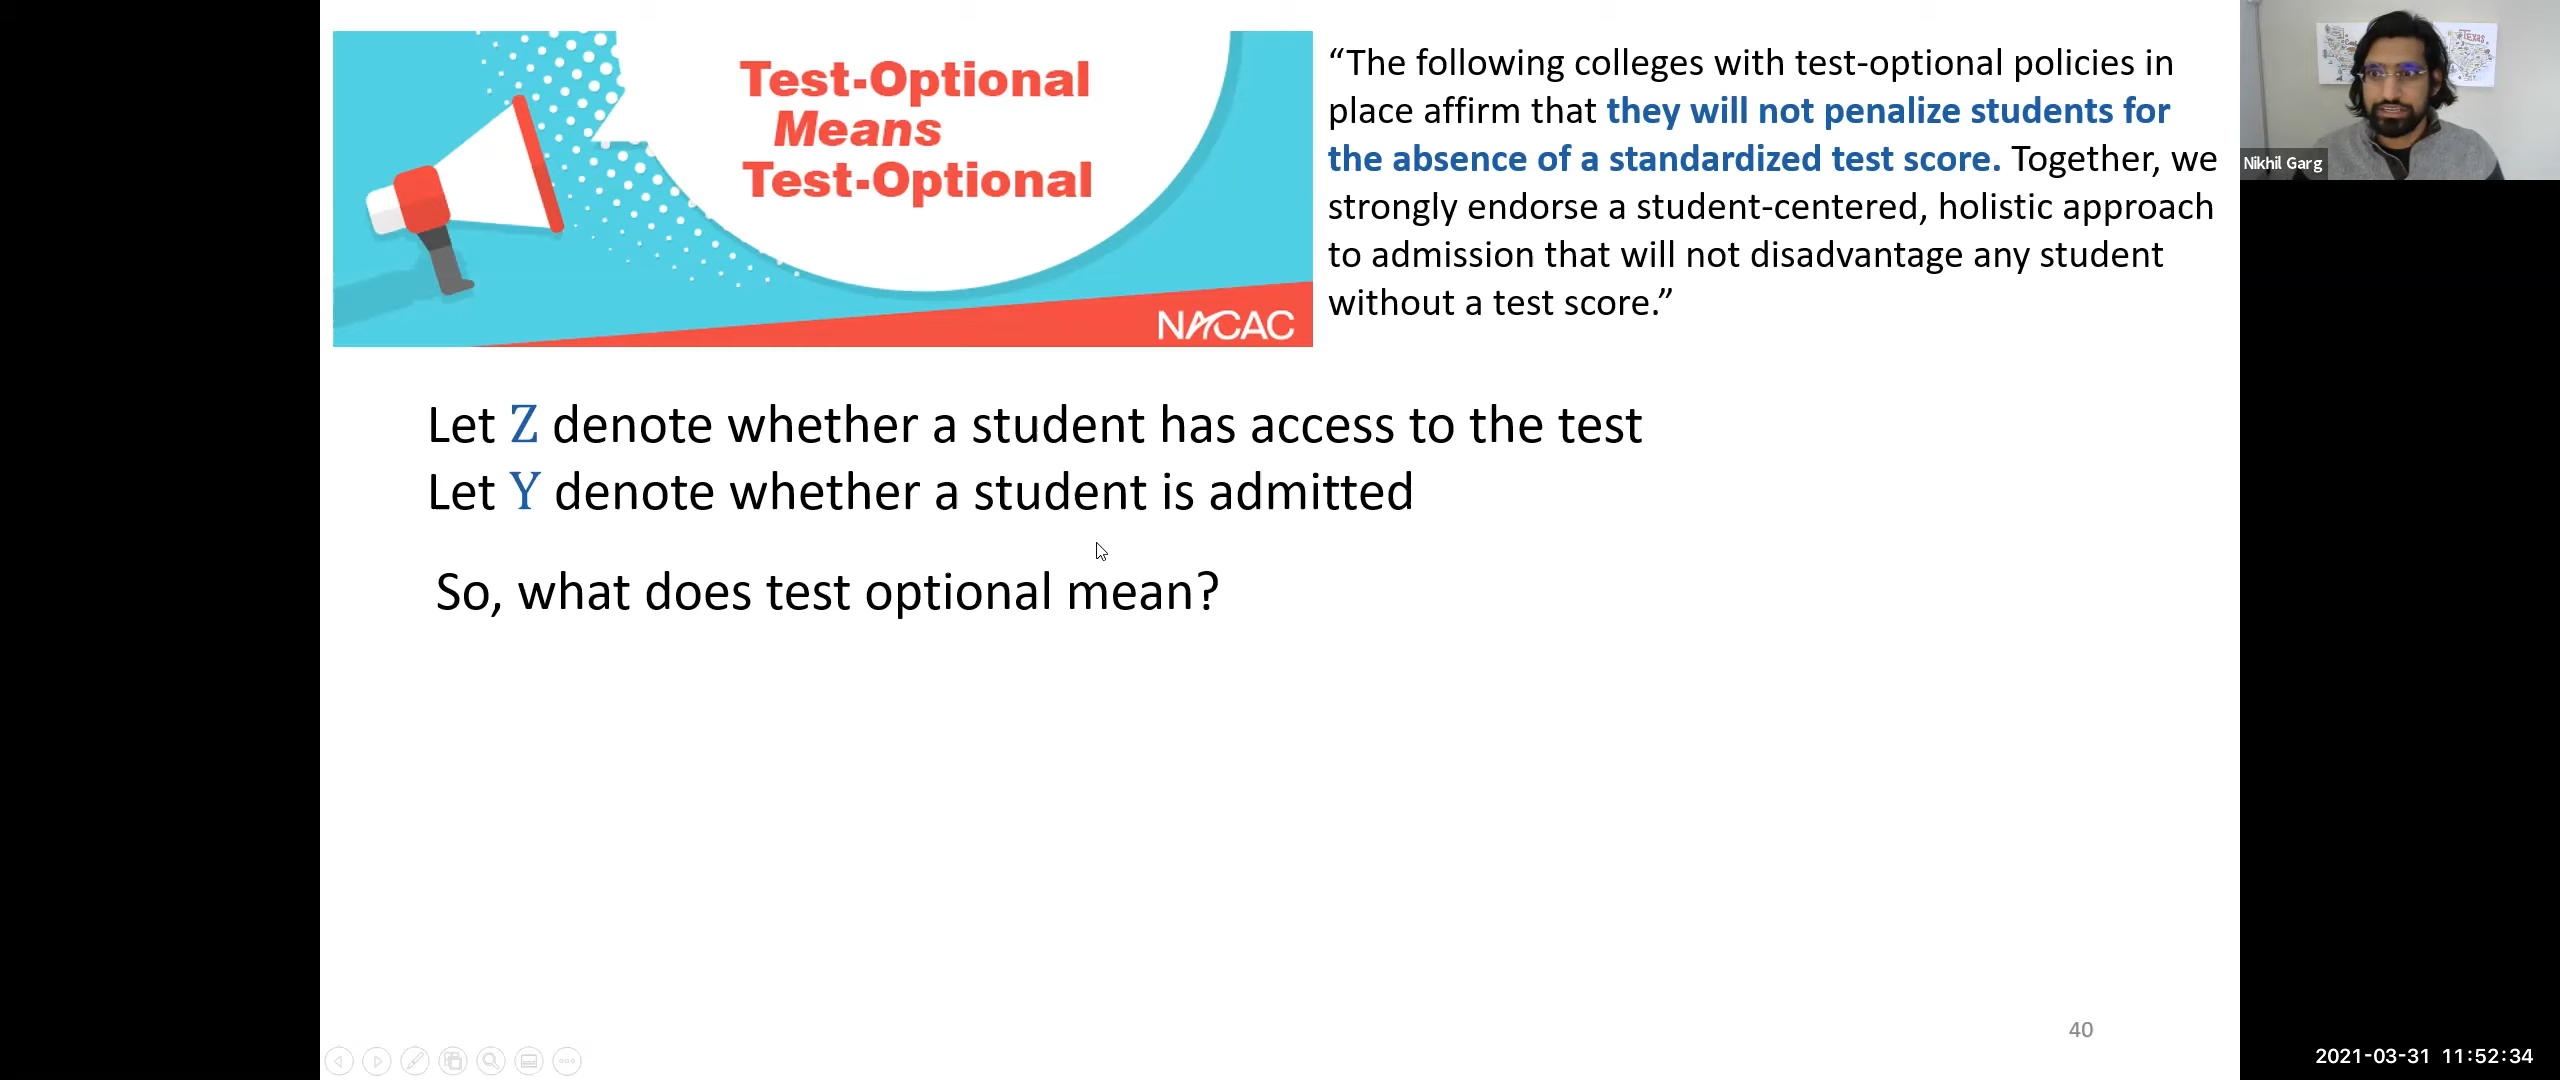 Test-Optional
Means
Test-Optional
NACAC
“The following colleges with test-optional policies in
place affirm that they will not penalize students for
the absence of a standardized test score. Together, we
strongly endorse a student-centered, holistic approach
to admission that will not disadvantage any student
without a test score.”
Nikhil Garg
Let Z denote whether a student has access to the test
Let Y denote whether a student is admitted
So, what does test optional mean?
40
2021-03-31 11:52:34